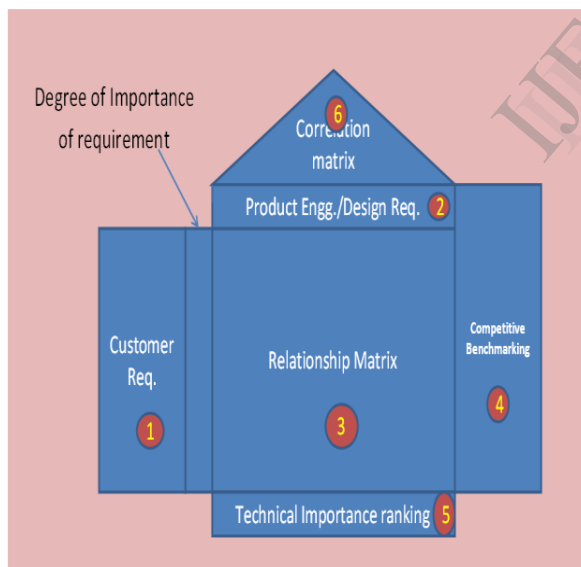 Degree of Importance
of requirement
6
Correlation
matrix
Product Engg./Design Req. 2
Customer
Req.
1
Relationship Matrix
3
Competitive
Benchmarking
4
Technical Importance ranking 5